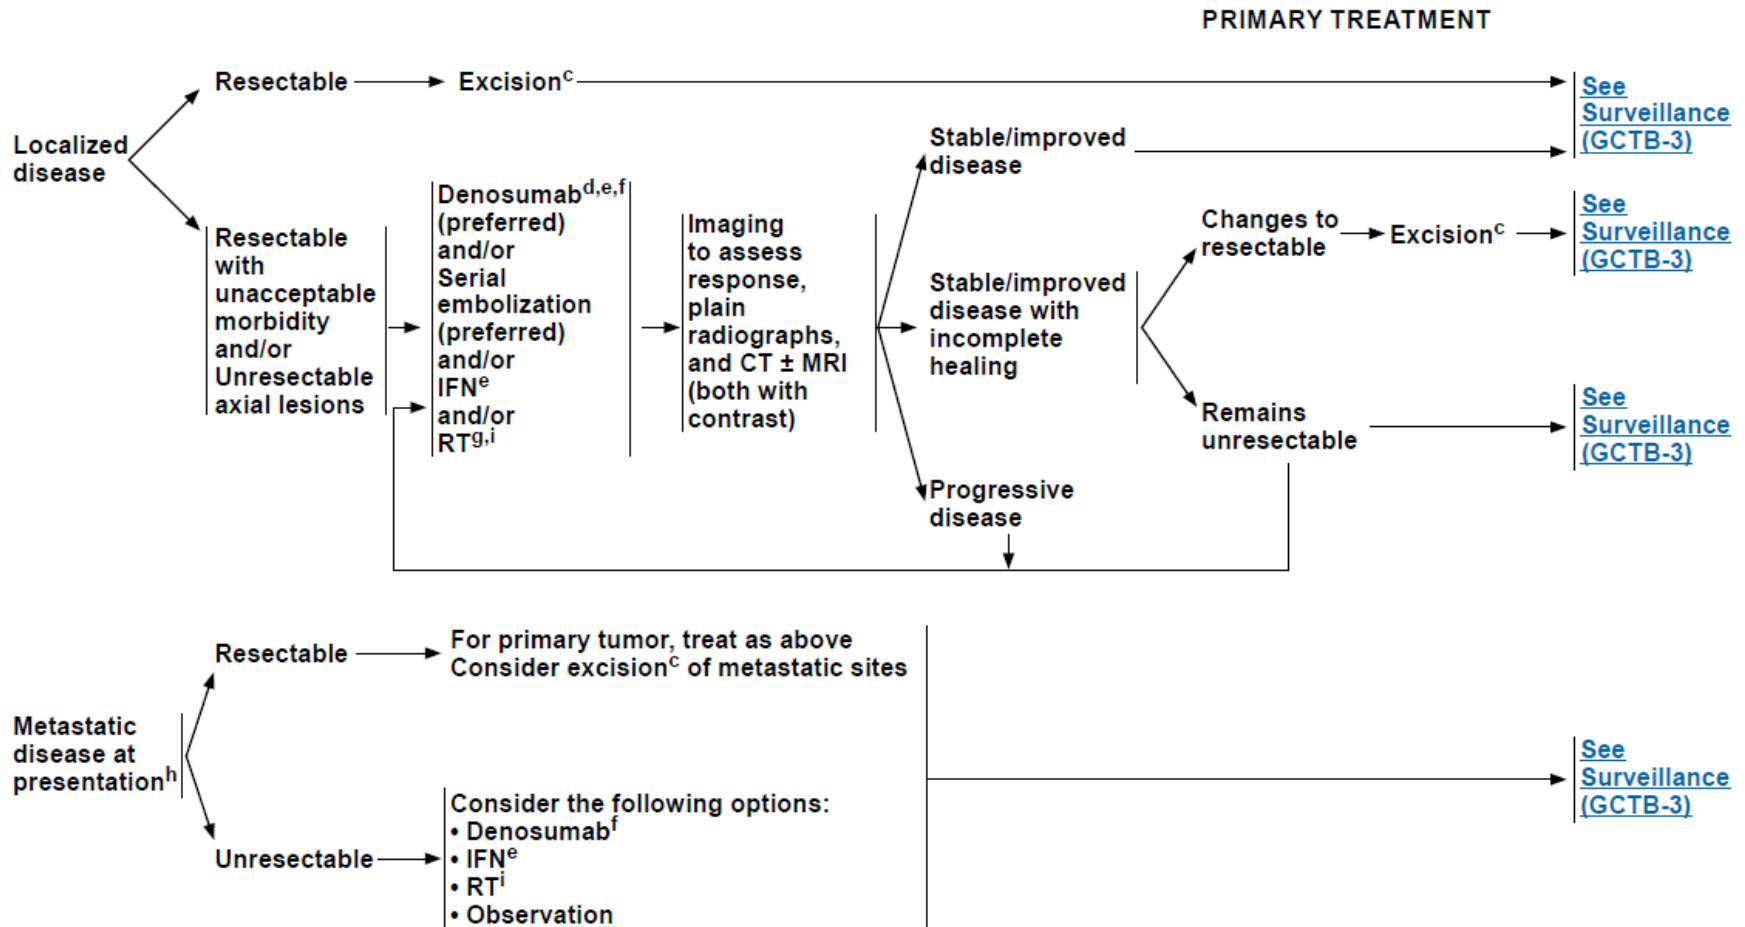 PRIMARY TREATMENT
Localized
disease
Resectable
Excisionᶜ
See
Surveillance
(GCTB-3)
Resectable
with
unacceptable
morbidity
and/or
Unresectable
axial lesions
Denosumabᵈ,ᵉ,ᶠ
(preferred)
and/or
Serial
embolization
(preferred)
and/or
IFNᵉ
and/or
RTᵍ,ⁱ
Imaging
to assess
response,
plain
radiographs,
and CT ± MRI
(both with
contrast)
Stable/improved
disease
Stable/improved
disease with
incomplete
healing
Changes to
resectable
Excisionᶜ
See
Surveillance
(GCTB-3)
Remains
unresectable
See
Surveillance
(GCTB-3)
Progressive
disease
Metastatic
disease at
presentationʰ
Resectable
For primary tumor, treat as above
Consider excisionᶜ of metastatic sites
Unresectable
Consider the following options:
• Denosumabᶠ
• IFNᵉ
• RTⁱ
• Observation
See
Surveillance
(GCTB-3)